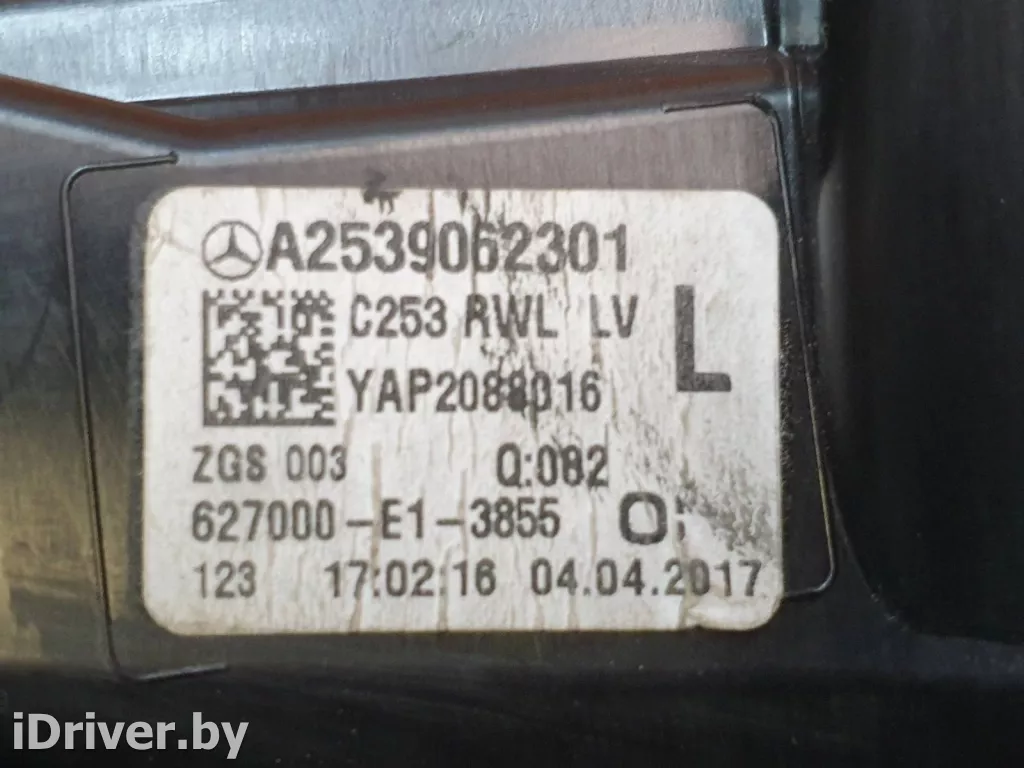 A2539062301
C253 RWL LV
L
YAP2088016
ZGS 003 Q:082
627000-E1-3855
123 17:02:16 04.04.2017
iDriver.by